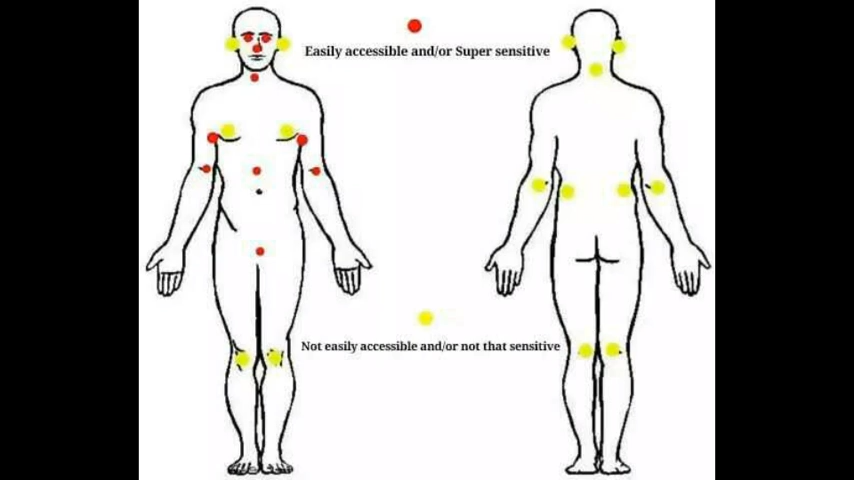 Easily accessible and/or Super sensitive
Not easily accessible and/or not that sensitive